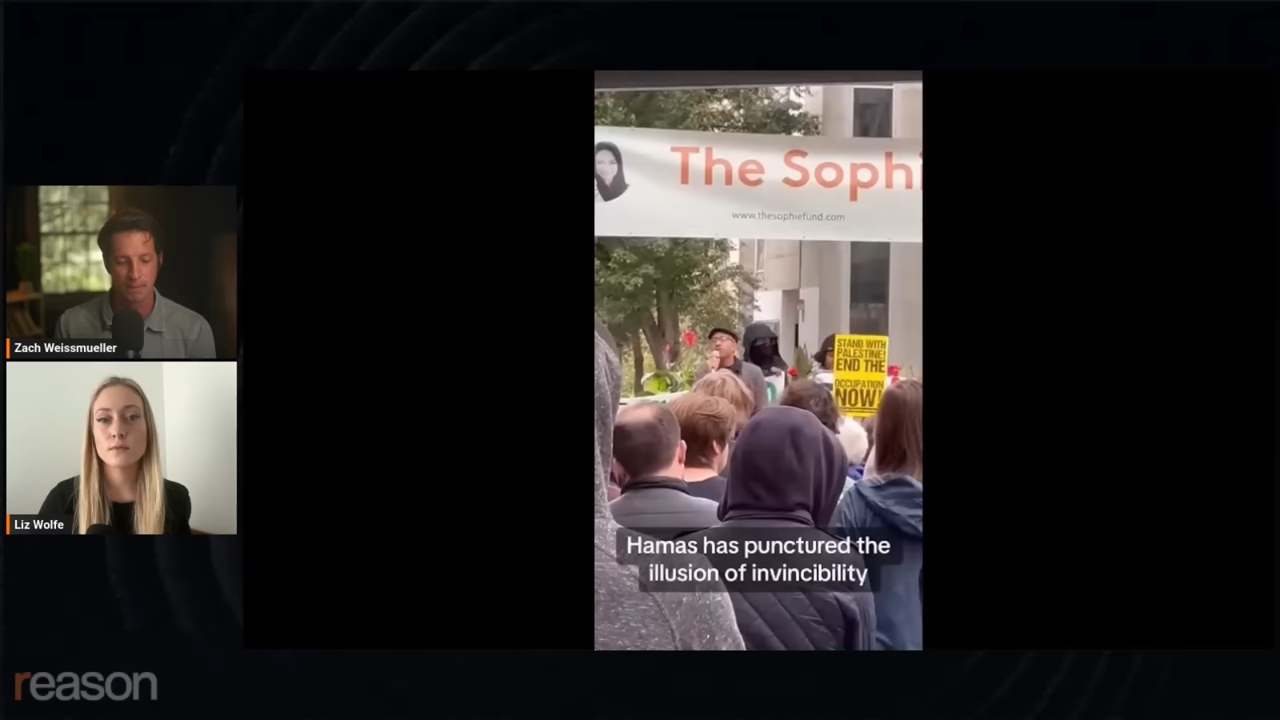 The Sophi
www.thesophiefund.com
STAND WITH
PALESTINE!
END THE
OCCUPATION
NOW!
Hamas has punctured the
illusion of invincibility
Zach Weissmueller
Liz Wolfe
reason